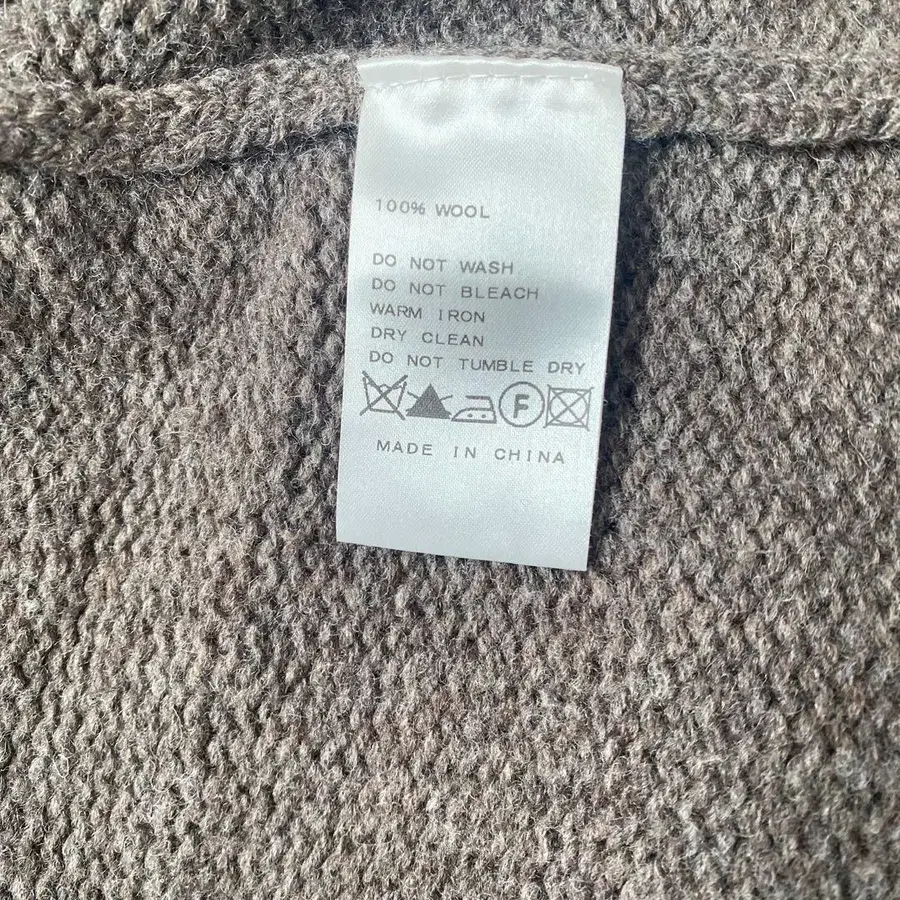 100% WOOL
DO NOT WASH
DO NOT BLEACH
WARM IRON
DRY CLEAN
DO NOT TUMBLE DRY
F
MADE IN CHINA